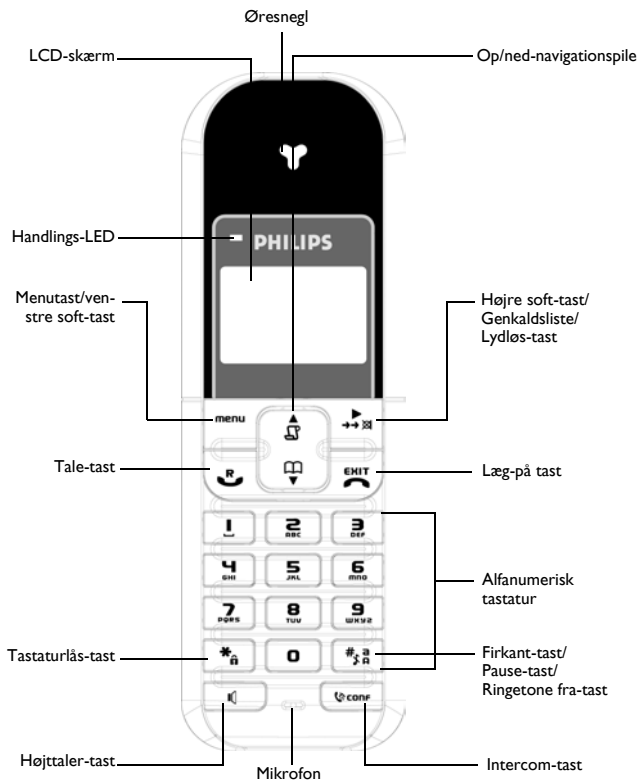 Øresnegl
LCD-skærm
Op/ned-navigationspile
Handlings-LED
PHILIPS
Menutast/ven-
stre soft-tast
Højre soft-tast/
Genkaldsliste/
Lydløs-tast
menu
Tale-tast
R
EXIT
Læg-på tast
1
2
ABC
3
DEF
4
GHI
5
JKL
6
MNO
7
PQRS
8
TUV
9
WXYZ
Alfanumerisk
tastatur
Tastaturlås-tast
*
0
# a
A
Firkant-tast/
Pause-tast/
Ringetone fra-tast
CONF
Højttaler-tast
Mikrofon
Intercom-tast